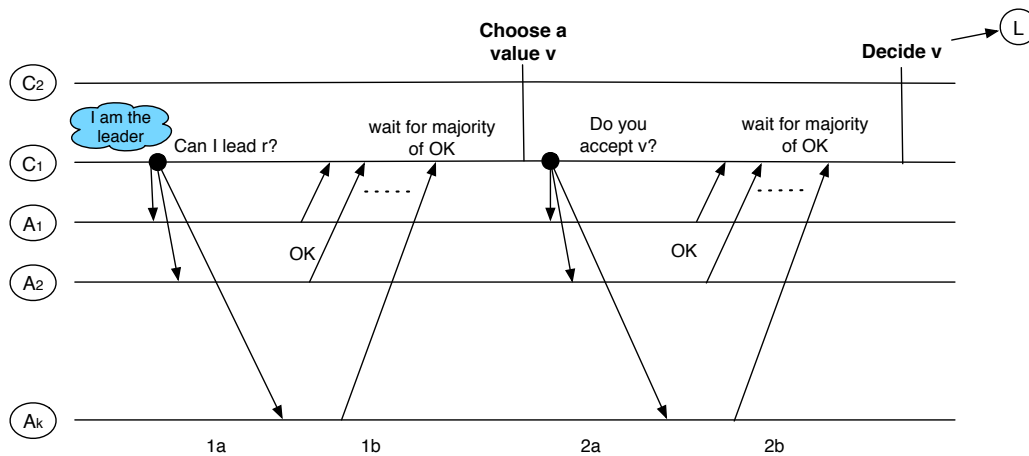 Choose a
value v
Decide v
L
C2
I am the
leader
Can I lead r?
wait for majority
of OK
Do you
accept v?
wait for majority
of OK
C1
A1
OK
OK
A2
Ak
1a
1b
2a
2b